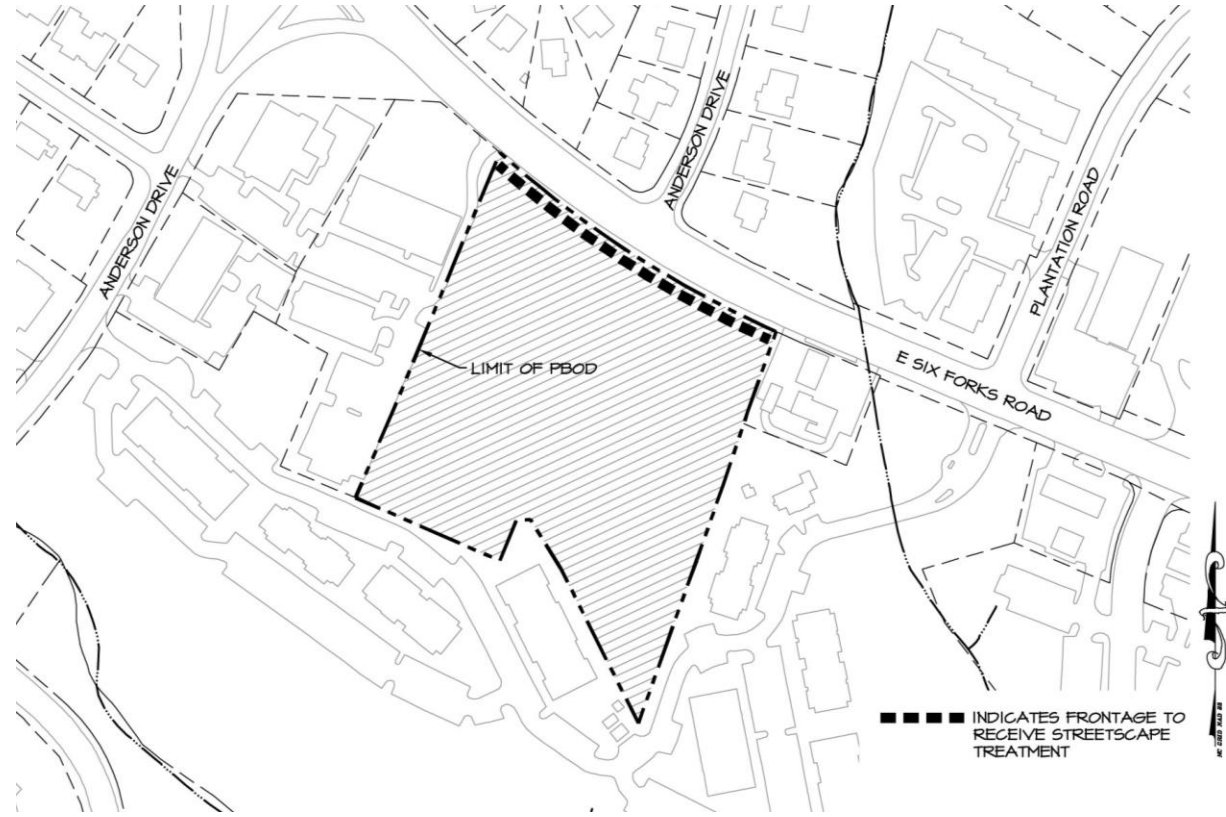 ANDERSON DRIVE
ANDERSON DRIVE
PLANTATION ROAD
E SIX FORKS ROAD
LIMIT OF PBOD
INDICATES FRONTAGE TO
RECEIVE STREETSCAPE
TREATMENT